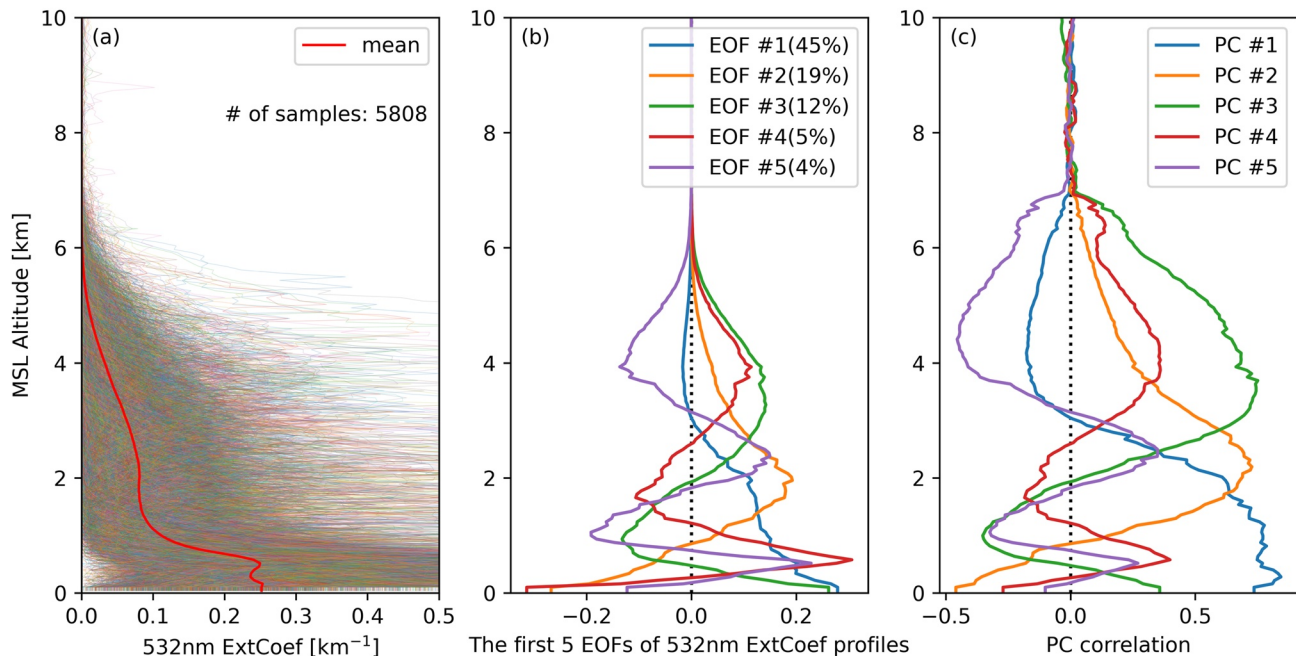 (a)
mean
# of samples: 5808
MSL Altitude [km]
10
8
6
4
2
0
0.0 0.1 0.2 0.3 0.4 0.5
532nm ExtCoef [km⁻¹]
(b)
EOF #1(45%)
EOF #2(19%)
EOF #3(12%)
EOF #4(5%)
EOF #5(4%)
10
8
6
4
2
0
−0.2 0.0 0.2
The first 5 EOFs of 532nm ExtCoef profiles
(c)
PC #1
PC #2
PC #3
PC #4
PC #5
10
8
6
4
2
0
−0.5 0.0 0.5
PC correlation